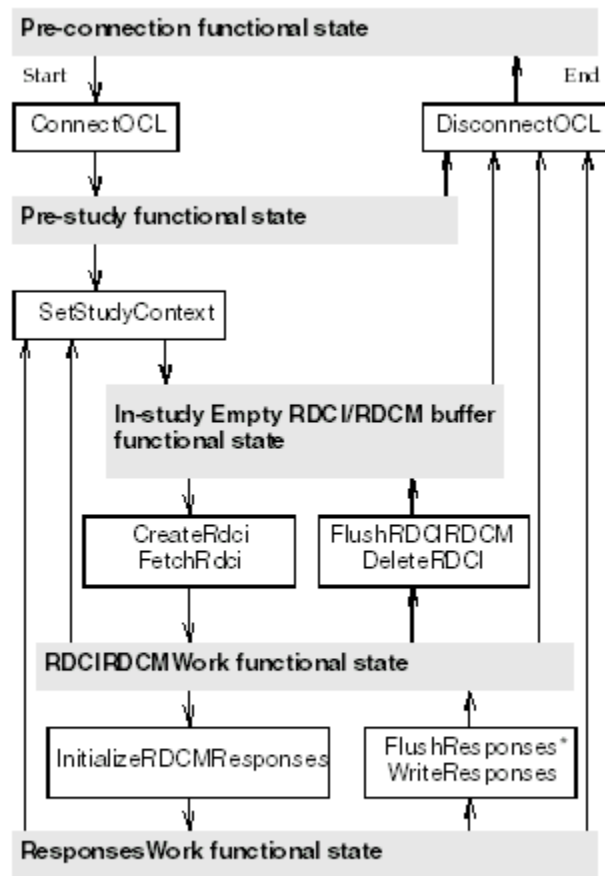 Pre-connection functional state
Start
End
ConnectOCL
DisconnectOCL
Pre-study functional state
SetStudyContext
In-study Empty RDCI/RDCM buffer
functional state
CreateRdci
FetchRdci
FlushRDCIRDCM
DeleteRDCI
RDCIRDCMWork functional state
InitializeRDCMResponses
FlushResponses*
WriteResponses
ResponsesWork functional state